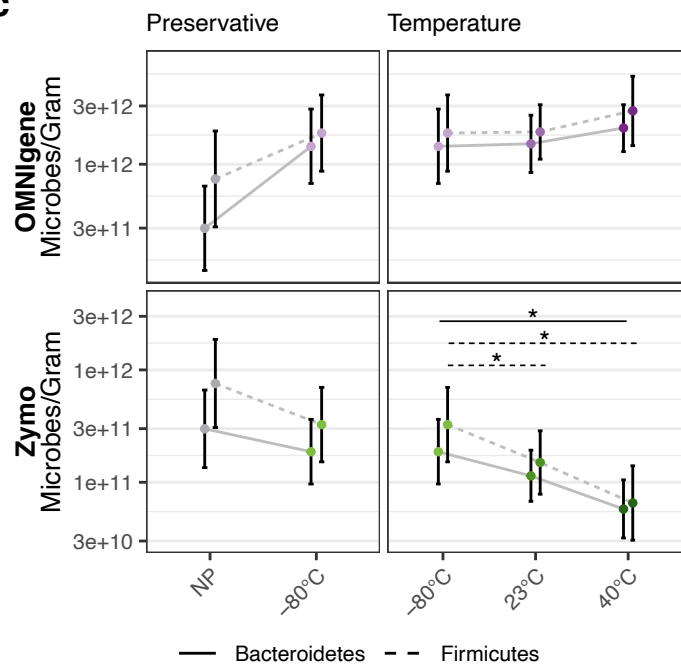 Preservative Temperature
OMNIgene
Microbes/Gram
3e+12
1e+12
3e+11
* 
*
*
Zymo
Microbes/Gram
3e+12
1e+12
3e+11
1e+11
3e+10
NP −80°C −80°C 23°C 40°C
Bacteroidetes Firmicutes